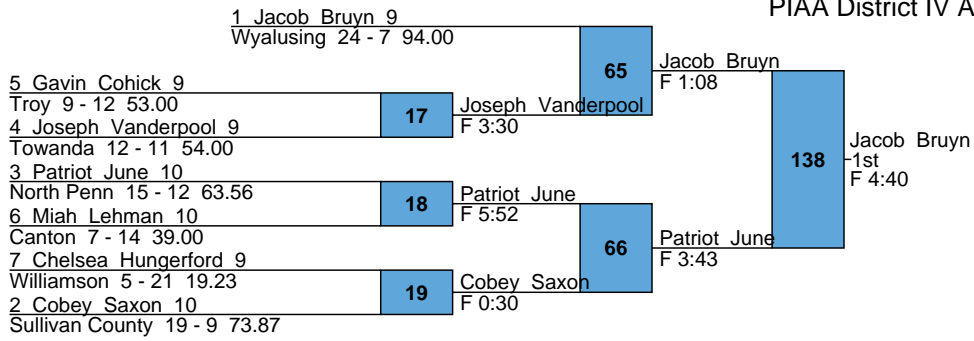 PIAA District IV A
1 Jacob Bruyn 9
Wyalusing 24 - 7 94.00
65
Jacob Bruyn
F 1:08
5 Gavin Cohick 9
Troy 9 - 12 53.00
17
Joseph Vanderpool
F 3:30
4 Joseph Vanderpool 9
Towanda 12 - 11 54.00
138
Jacob Bruyn
1st
F 4:40
3 Patriot June 10
North Penn 15 - 12 63.56
18
Patriot June
F 5:52
6 Miah Lehman 10
Canton 7 - 14 39.00
66
Patriot June
F 3:43
7 Chelsea Hungerford 9
Williamson 5 - 21 19.23
19
Cobey Saxon
F 0:30
2 Cobey Saxon 10
Sullivan County 19 - 9 73.87